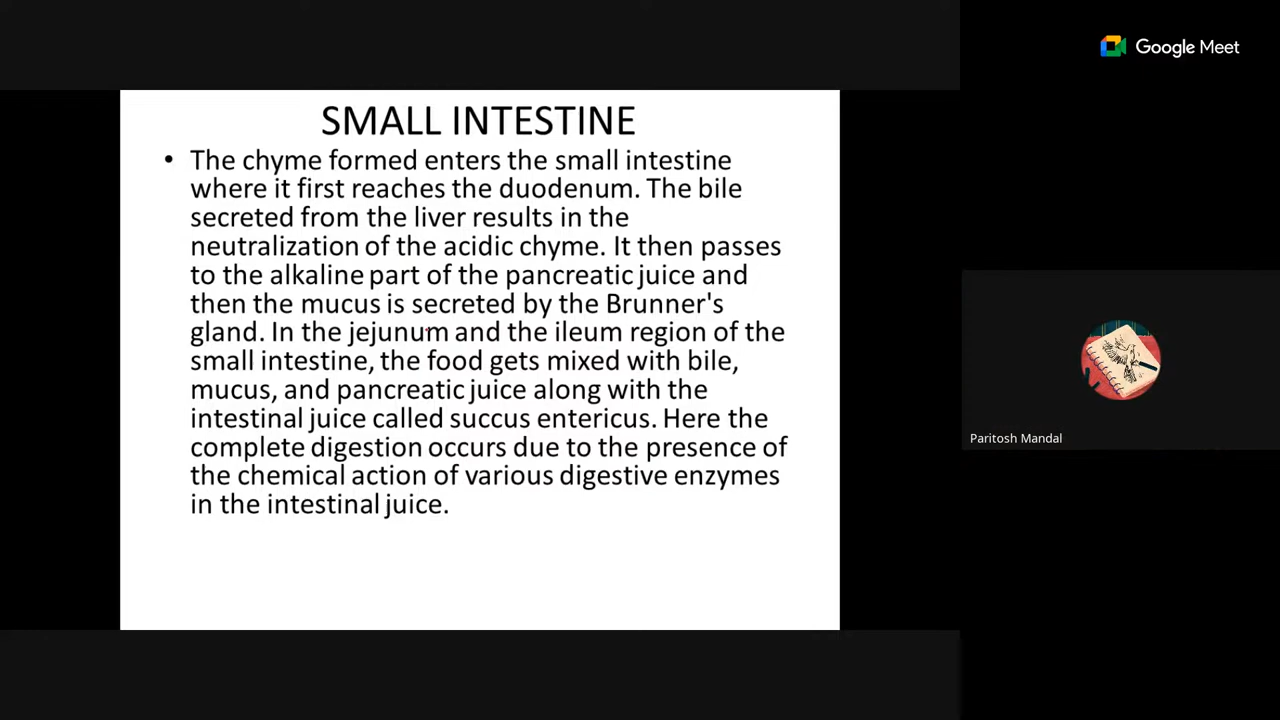 Google Meet
SMALL INTESTINE
• The chyme formed enters the small intestine
where it first reaches the duodenum. The bile
secreted from the liver results in the
neutralization of the acidic chyme. It then passes
to the alkaline part of the pancreatic juice and
then the mucus is secreted by the Brunner's
gland. In the jejunum and the ileum region of the
small intestine, the food gets mixed with bile,
mucus, and pancreatic juice along with the
intestinal juice called succus entericus. Here the
complete digestion occurs due to the presence of
the chemical action of various digestive enzymes
in the intestinal juice.
Paritosh Mandal